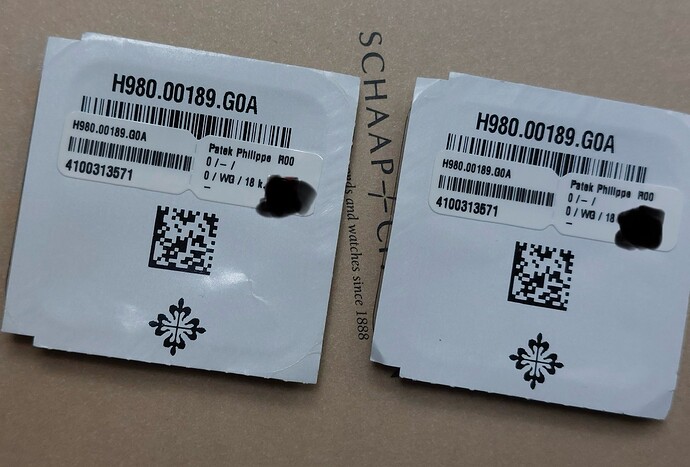 H980.00189.G0A
H980.00189.G0A
4100313571
Patek Philippe R00
0 / – /
0 / WG / 18 k.
–
SCHAAP
and watches since 1888
H980.00189.G0A
H980.00189.G0A
4100313571
Patek Philippe R00
0 / – /
0 / WG / 18
–